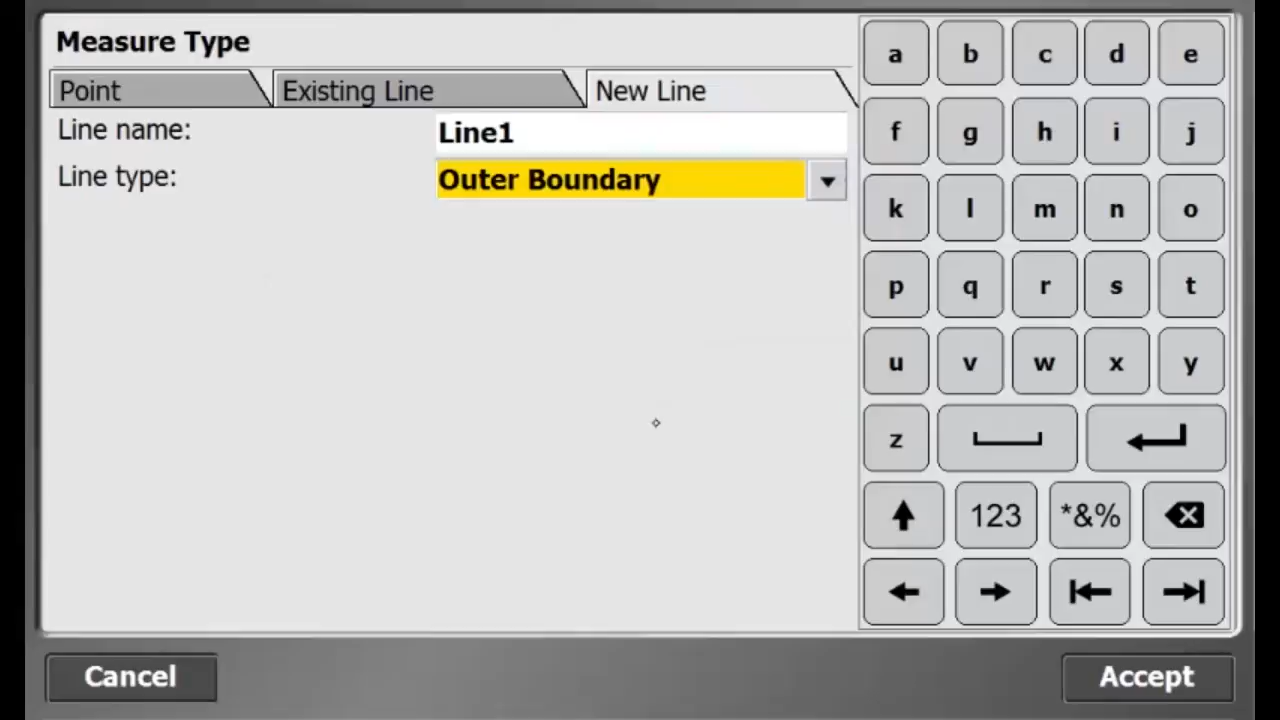 Measure Type
Point Existing Line New Line
Line name: Line1
Line type: Outer Boundary
a b c d e
f g h i j
k l m n o
p q r s t
u v w x y
z
123 *&%
Cancel Accept